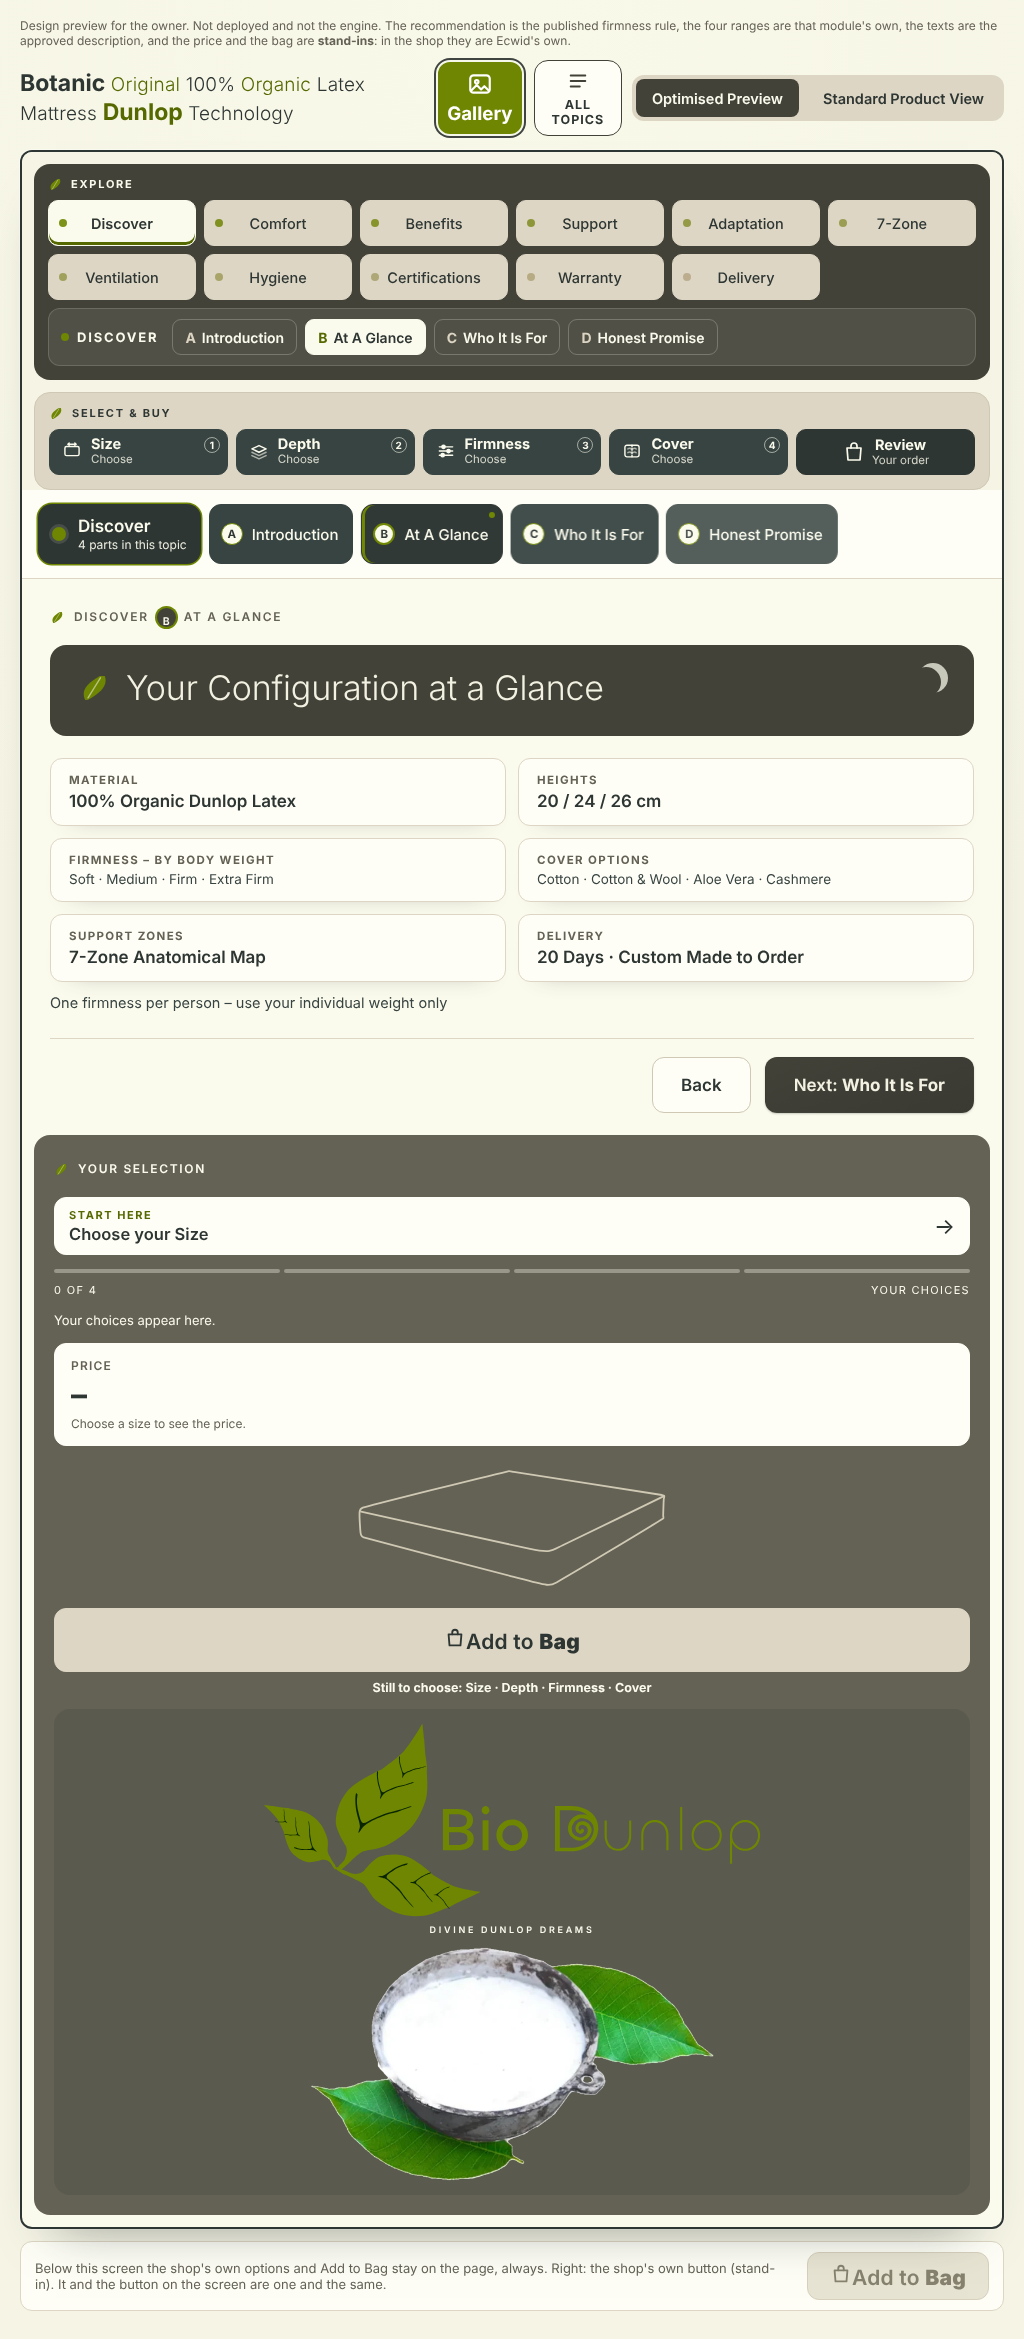 Design preview for the owner. Not deployed and not the engine. The recommendation is the published firmness rule, the four ranges are that module's own, the texts are the
approved description, and the price and the bag are stand-ins: in the shop they are Ecwid's own.
Botanic Original 100% Organic Latex
Mattress Dunlop Technology
Gallery
ALL
TOPICS
Optimised Preview
Standard Product View
EXPLORE
Discover
Comfort
Benefits
Support
Adaptation
7-Zone
Ventilation
Hygiene
Certifications
Warranty
Delivery
DISCOVER
A Introduction
B At A Glance
C Who It Is For
D Honest Promise
SELECT & BUY
Size
Choose
1
Depth
Choose
2
Firmness
Choose
3
Cover
Choose
4
Review
Your order
Discover
4 parts in this topic
A Introduction
B At A Glance
C Who It Is For
D Honest Promise
DISCOVER B AT A GLANCE
Your Configuration at a Glance
MATERIAL
100% Organic Dunlop Latex
HEIGHTS
20 / 24 / 26 cm
FIRMNESS – BY BODY WEIGHT
Soft · Medium · Firm · Extra Firm
COVER OPTIONS
Cotton · Cotton & Wool · Aloe Vera · Cashmere
SUPPORT ZONES
7-Zone Anatomical Map
DELIVERY
20 Days · Custom Made to Order
One firmness per person – use your individual weight only
Back
Next: Who It Is For
YOUR SELECTION
START HERE
Choose your Size
0 OF 4
YOUR CHOICES
Your choices appear here.
PRICE
–
Choose a size to see the price.
Add to Bag
Still to choose: Size · Depth · Firmness · Cover
Bio Dunlop
DIVINE DUNLOP DREAMS
Below this screen the shop's own options and Add to Bag stay on the page, always. Right: the shop's own button (stand-
in). It and the button on the screen are one and the same.
Add to Bag